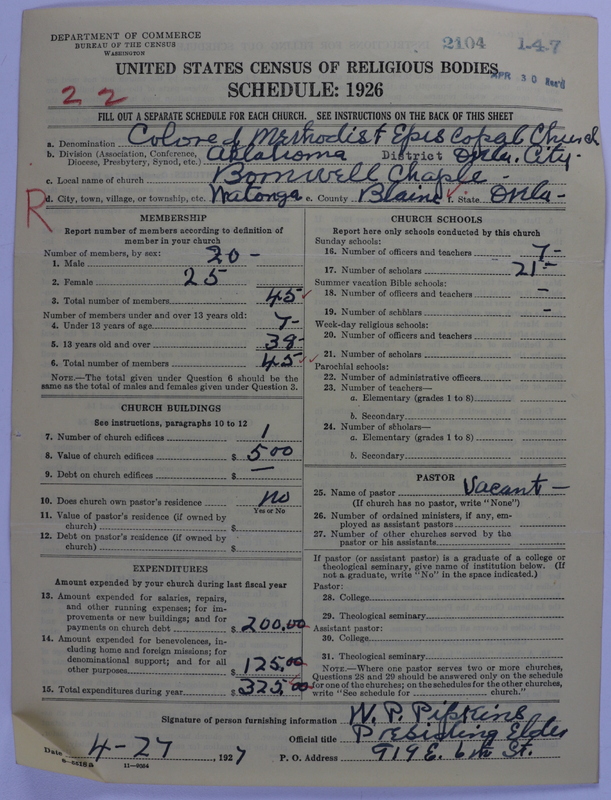 DEPARTMENT OF COMMERCE
BUREAU OF THE CENSUS
WASHINGTON
2104 1-4-7
UNITED STATES CENSUS OF RELIGIOUS BODIES
APR 30 Rec'd
SCHEDULE: 1926
22
FILL OUT A SEPARATE SCHEDULE FOR EACH CHURCH. SEE INSTRUCTIONS ON THE BACK OF THIS SHEET
a. Denomination Colored Methodist Epis copal Church
b. Division (Association, Conference, Diocese, Presbytery, Synod, etc.) Oklahoma District Okla. City.
c. Local name of church Bornwell Chaple -
R
d. City, town, village, or township, etc. Watonga e. County Blaine f. State Okla -
MEMBERSHIP
Report number of members according to definition of
member in your church
Number of members, by sex:
1. Male 20 -
2. Female 25
3. Total number of members 45
Number of members under and over 13 years old:
4. Under 13 years of age 7-
5. 13 years old and over 38-
6. Total number of members 45
NOTE.—The total given under Question 6 should be the
same as the total of males and females given under Question 3.
CHURCH BUILDINGS
See instructions, paragraphs 10 to 12
7. Number of church edifices 1
8. Value of church edifices $ 500
9. Debt on church edifices $ —
10. Does church own pastor's residence No
Yes or No
11. Value of pastor's residence (if owned by
church) $
12. Debt on pastor's residence (if owned by
church) $
EXPENDITURES
Amount expended by your church during last fiscal year
13. Amount expended for salaries, repairs,
and other running expenses; for im-
provements or new buildings; and for
payments on church debt $ 200.00
14. Amount expended for benevolences, in-
cluding home and foreign missions; for
denominational support; and for all
other purposes $ 125.00
15. Total expenditures during year $ 325.00
CHURCH SCHOOLS
Report here only schools conducted by this church
Sunday schools:
16. Number of officers and teachers 7-
17. Number of scholars 21-
Summer vacation Bible schools:
18. Number of officers and teachers -
19. Number of scholars -
Week-day religious schools:
20. Number of officers and teachers
21. Number of scholars
Parochial schools:
22. Number of administrative officers
23. Number of teachers—
a. Elementary (grades 1 to 8)
b. Secondary
24. Number of scholars—
a. Elementary (grades 1 to 8)
b. Secondary
PASTOR
25. Name of pastor Vacant —
(If church has no pastor, write "None")
26. Number of ordained ministers, if any, em-
ployed as assistant pastors
27. Number of other churches served by the
pastor or his assistants
If pastor (or assistant pastor) is a graduate of a college or
theological seminary, give name of institution below. (If
not a graduate, write "No" in the space indicated.)
Pastor:
28. College
29. Theological seminary
Assistant pastor:
30. College
31. Theological seminary
NOTE.—Where one pastor serves two or more churches,
Questions 28 and 29 should be answered only on the schedule
for one of the churches; on the schedules for the other churches,
write "See schedule for church."
Signature of person furnishing information W. P. Pipkins
Official title Presiding Elder
Date 4-27 1927 P. O. Address 919 E. 6th St.
11-9094